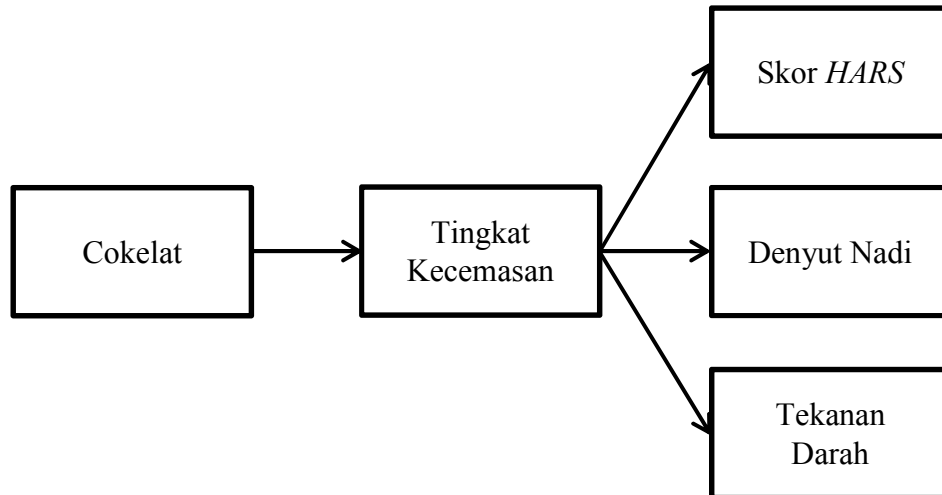 Cokelat
Tingkat
Kecemasan
Skor HARS
Denyut Nadi
Tekanan
Darah